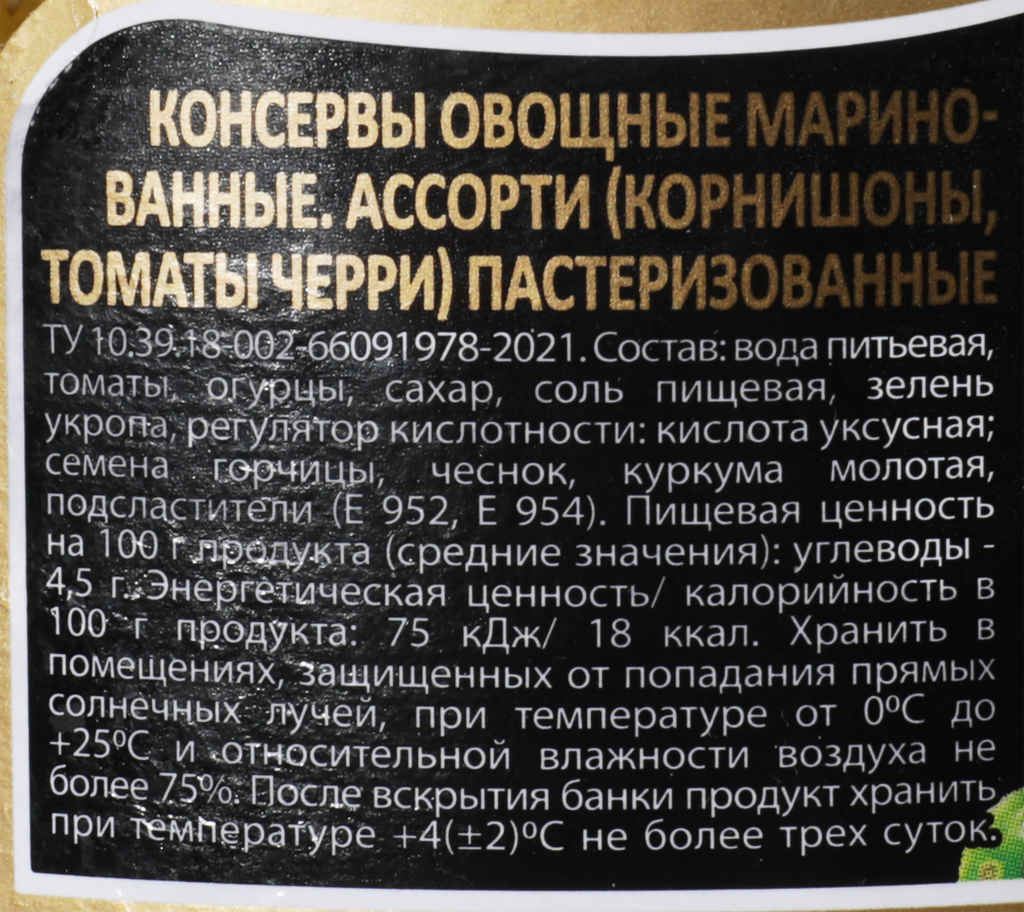 КОНСЕРВЫ ОВОЩНЫЕ МАРИНО-
ВАННЫЕ. АССОРТИ (КОРНИШОНЫ,
ТОМАТЫ ЧЕРРИ) ПАСТЕРИЗОВАННЫЕ
ТУ 10.39.18-002-66091978-2021. Состав: вода питьевая,
томаты, огурцы, сахар, соль пищевая, зелень
укропа, регулятор кислотности: кислота уксусная;
семена горчицы, чеснок, куркума молотая,
подсластители (Е 952, Е 954). Пищевая ценность
на 100 г продукта (средние значения): углеводы -
4,5 г. Энергетическая ценность/ калорийность в
100 г продукта: 75 кДж/ 18 ккал. Хранить в
помещениях, защищенных от попадания прямых
солнечных лучей, при температуре от 0⁰С до
+25⁰С и относительной влажности воздуха не
более 75%. После вскрытия банки продукт хранить
при температуре +4(±2)⁰С не более трех суток.